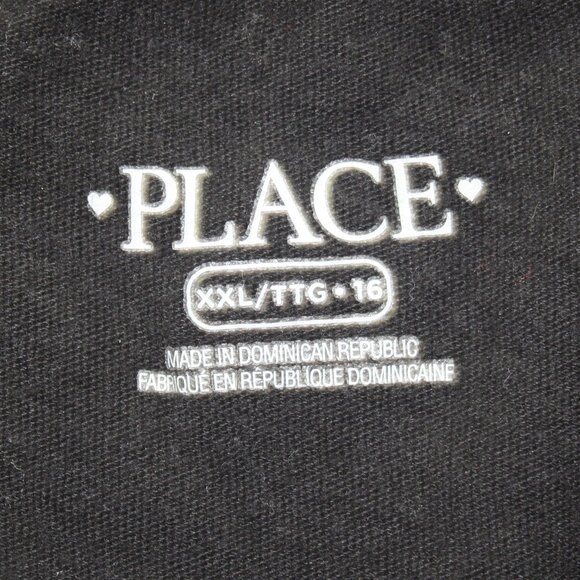 PLACE
XXL/TTG • 16
MADE IN DOMINICAN REPUBLIC
FABRIQUÉ EN RÉPUBLIQUE DOMINICAINE